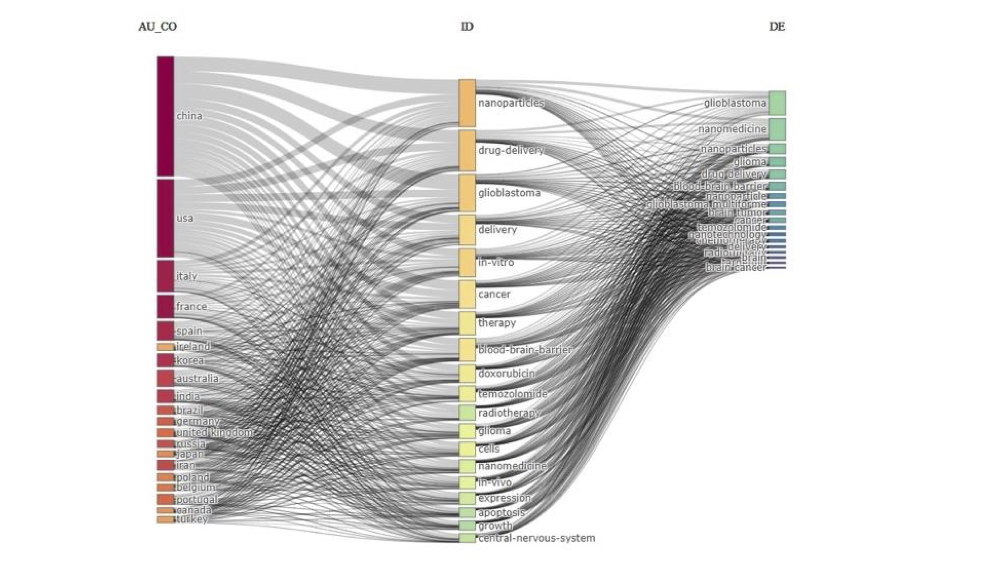 AU_CO
ID
DE
china
usa
italy
france
spain
ireland
korea
australia
india
brazil
germany
united kingdom
russia
japan
iran
poland
belgium
portugal
canada
turkey
nanoparticles
drug-delivery
glioblastoma
delivery
in-vitro
cancer
therapy
blood-brain-barrier
doxorubicin
temozolomide
radiotherapy
glioma
cells
nanomedicine
in-vivo
expression
apoptosis
growth
central-nervous-system
glioblastoma
nanomedicine
nanoparticles
glioma
drug delivery
blood-brain barrier
nanoparticle
glioblastoma multiforme
brain tumor
cancer
temozolomide
nanotechnology
delivery
brain
brain cancer